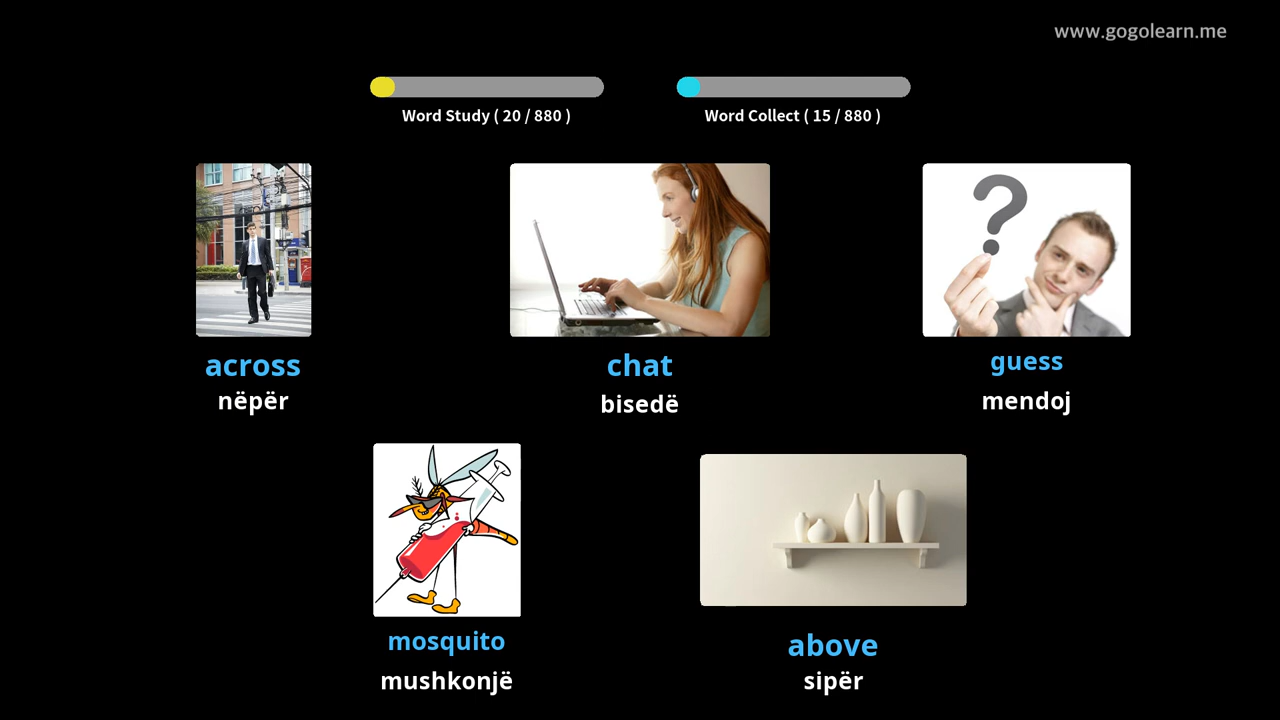 www.gogolearn.me
Word Study ( 20 / 880 )
Word Collect ( 15 / 880 )
across
nëpër
chat
bisedë
guess
mendoj
mosquito
mushkonjë
above
sipër